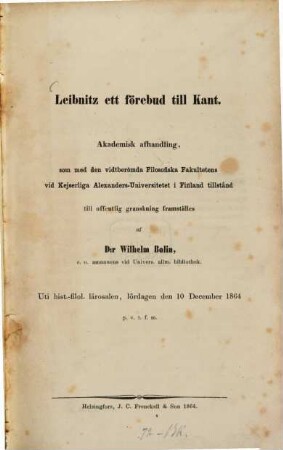 Leibnitz ett förebud till Kant.
Akademisk afhandling,
som med den vidtberömda Filosofiska Fakultetens
vid Kejserliga Alexanders-Universitetet i Finland tillstånd
till offentlig granskning framställes
af
D:r Wilhelm Bolin,
e. o. amanuens vid Univers. allm. bibliothek.
Uti hist.-filol. lärosalen, lördagen den 10 December 1864
p. v. t. f. m.
Helsingfors, J. C. Frenckell & Son 1864.